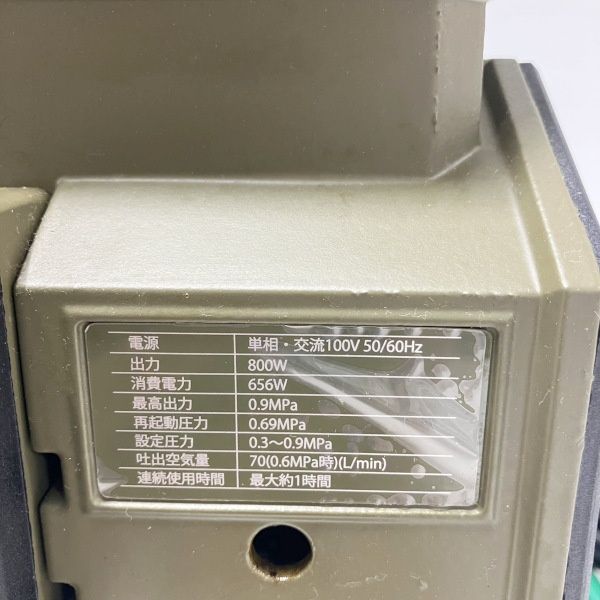 電源 単相・交流100V 50/60Hz
出力 800W
消費電力 656W
最高出力 0.9MPa
再起動圧力 0.69MPa
設定圧力 0.3〜0.9MPa
吐出空気量 70(0.6MPa時)(L/min)
連続使用時間 最大約1時間